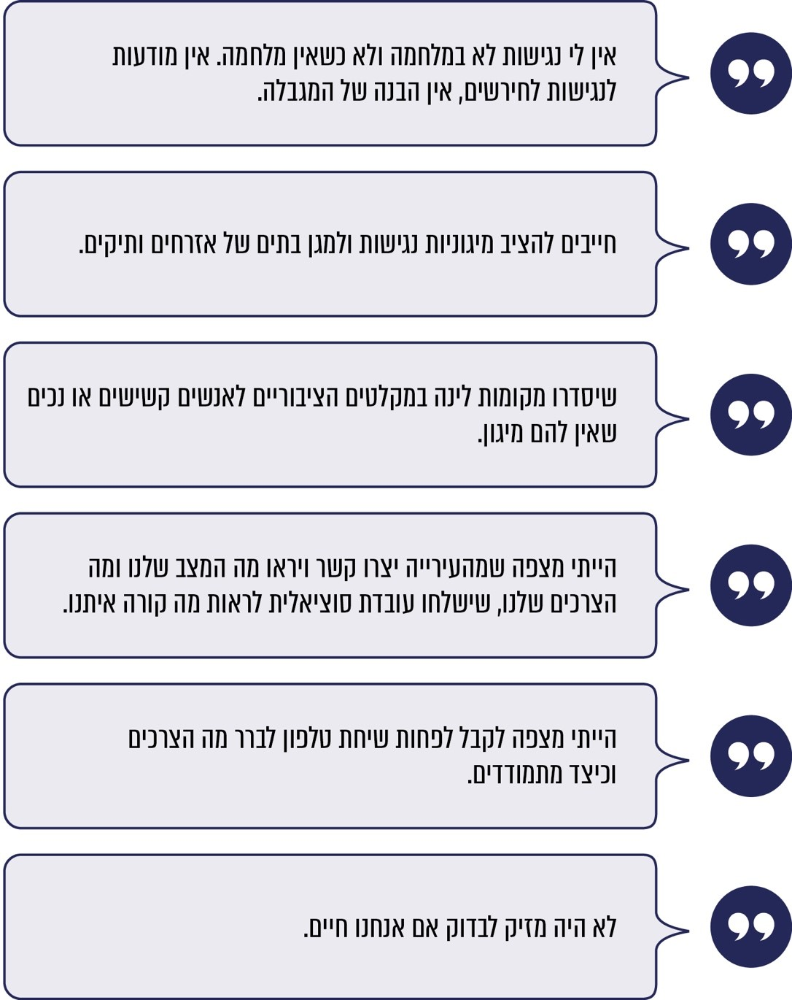 אין לי נגישות לא במלחמה ולא כשאין מלחמה. אין מודעות
לנגישות לחירשים, אין הבנה של המגבלה.
חייבים להציב מיגוניות נגישות ולמגן בתים של אזרחים ותיקים.
שיסדרו מקומות לינה במקלטים הציבוריים לאנשים קשישים או נכים
שאין להם מיגון.
הייתי מצפה שמהעירייה יצרו קשר ויראו מה המצב שלנו ומה
הצרכים שלנו, שישלחו עובדת סוציאלית לראות מה קורה איתנו.
הייתי מצפה לקבל לפחות שיחת טלפון לברר מה הצרכים
וכיצד מתמודדים.
לא היה מזיק לבדוק אם אנחנו חיים.